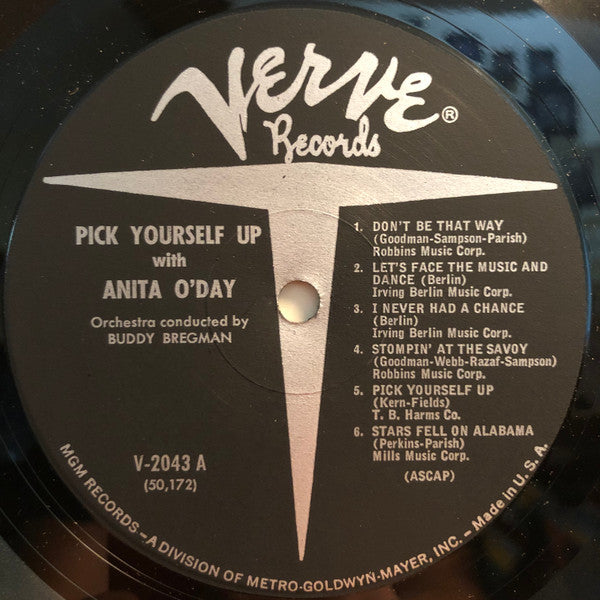 Verve ®
Records
PICK YOURSELF UP
with
ANITA O'DAY
Orchestra conducted by
BUDDY BREGMAN
V-2043 A
(50,172)
1. DON'T BE THAT WAY
(Goodman-Sampson-Parish)
Robbins Music Corp.
2. LET'S FACE THE MUSIC AND
DANCE (Berlin)
Irving Berlin Music Corp.
3. I NEVER HAD A CHANCE
(Berlin)
Irving Berlin Music Corp.
4. STOMPIN' AT THE SAVOY
(Goodman-Webb-Razaf-Sampson)
Robbins Music Corp.
5. PICK YOURSELF UP
(Kern-Fields)
T. B. Harms Co.
6. STARS FELL ON ALABAMA
(Perkins-Parish)
Mills Music Corp.
(ASCAP)
MGM RECORDS – A DIVISION OF METRO-GOLDWYN-MAYER, INC. – Made in U. S. A.